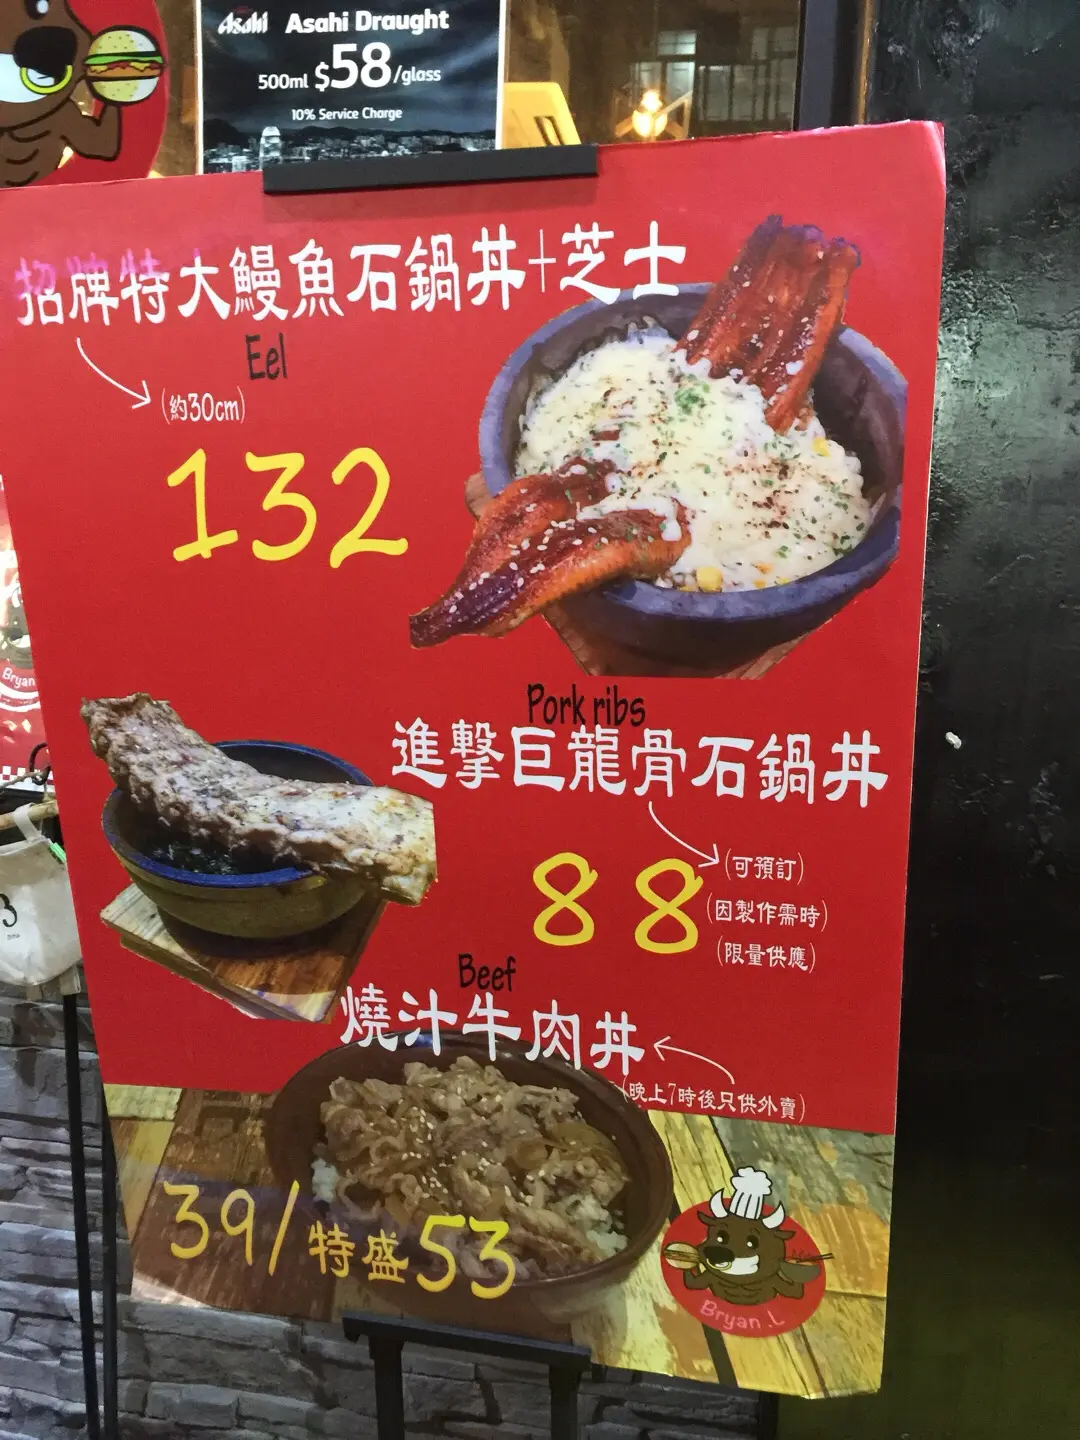 Asahi Asahi Draught
500ml $58/glass
10% Service Charge
招牌特大鰻魚石鍋丼+芝士
Eel
(約30cm)
132
Pork ribs
進擊巨龍骨石鍋丼
88
(可預訂)
(因製作需時)
(限量供應)
Beef
燒汁牛肉丼
(晚上7時後只供外賣)
39/特盛53
Bryan .L
Bryan
3